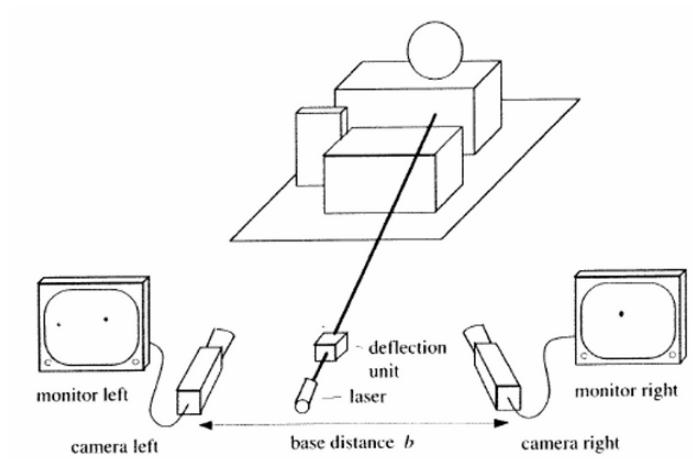 deflection
unit
laser
monitor left
monitor right
camera left
base distance b
camera right